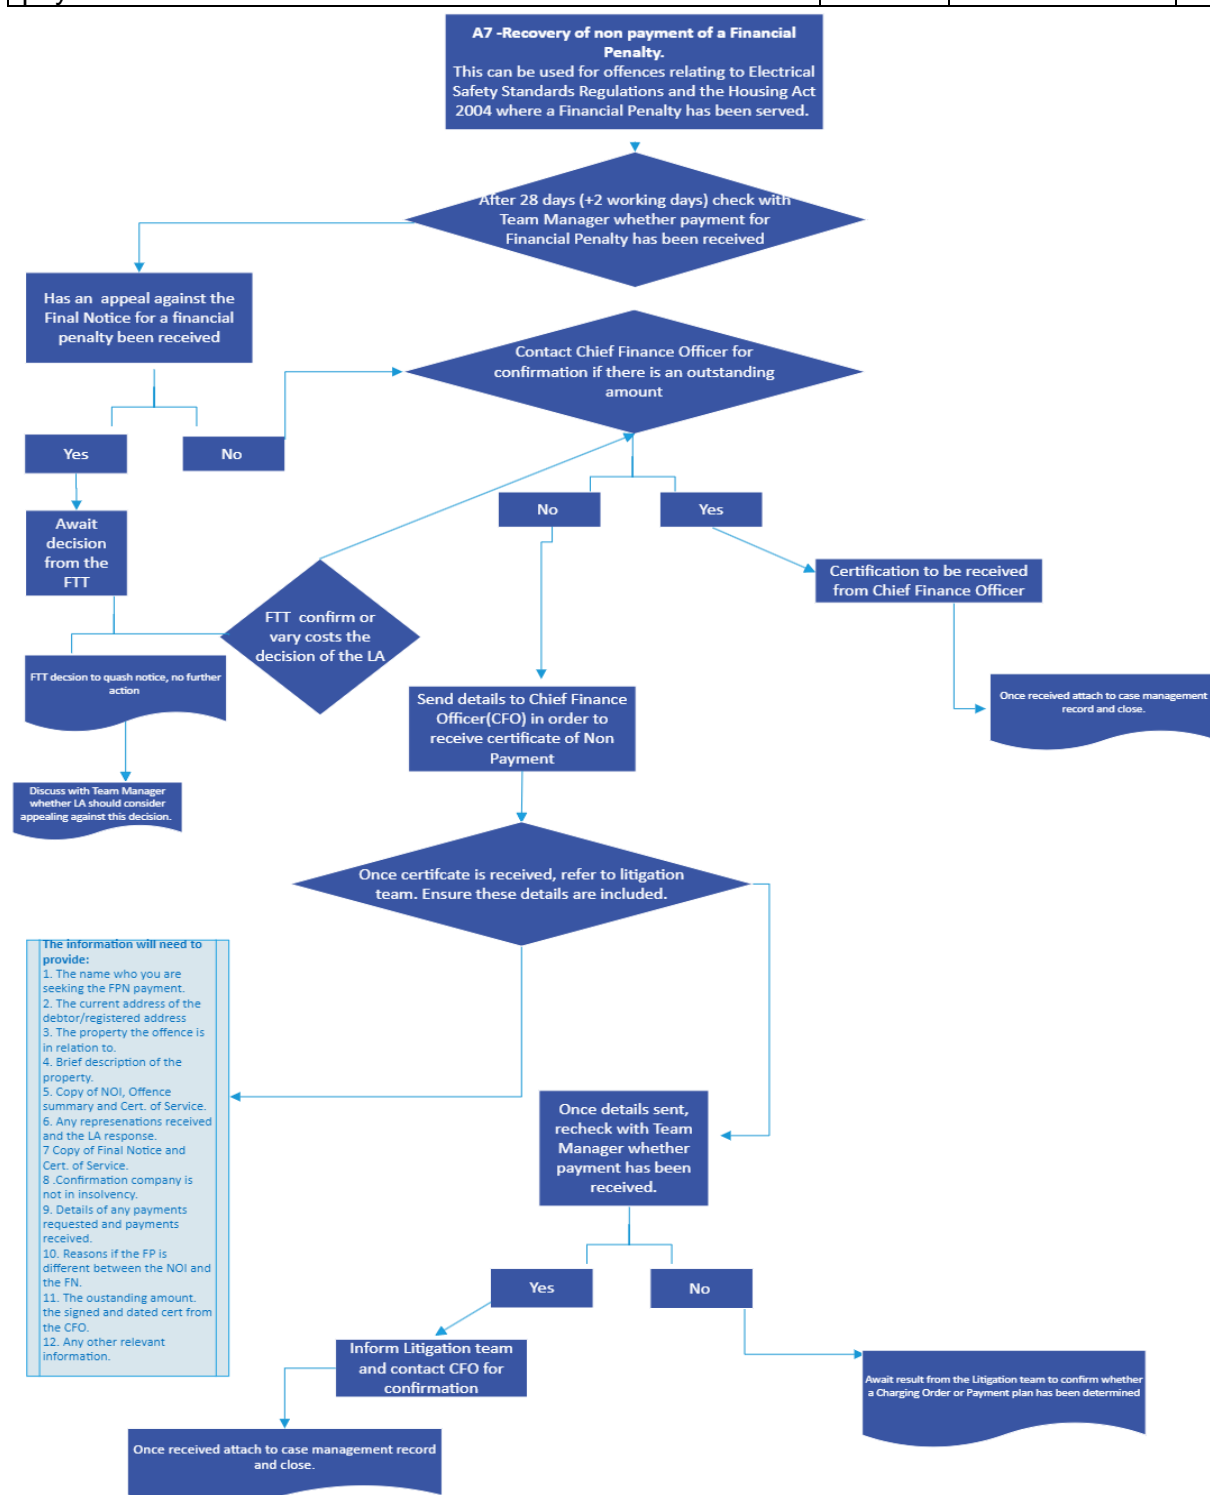 A7 -Recovery of non payment of a Financial
Penalty.
This can be used for offences relating to Electrical
Safety Standards Regulations and the Housing Act
2004 where a Financial Penalty has been served.
After 28 days (+2 working days) check with
Team Manager whether payment for
Financial Penalty has been received
Has an appeal against the
Final Notice for a financial
penalty been received
Contact Chief Finance Officer for
confirmation if there is an outstanding
amount
Yes
No
No
Yes
Await
decision
from the
FTT
Certification to be received
from Chief Finance Officer
FTT confirm or
vary costs the
decision of the LA
FTT decsion to quash notice, no further
action
Send details to Chief Finance
Officer(CFO) in order to
receive certificate of Non
Payment
Once received attach to case management
record and close.
Discuss with Team Manager
whether LA should consider
appealing against this decision.
Once certifcate is received, refer to litigation
team. Ensure these details are included.
The information will need to
provide:
1. The name who you are
seeking the FPN payment.
2. The current address of the
debtor/registered address
3. The property the offence is
in relation to.
4. Brief description of the
property.
5. Copy of NOI, Offence
summary and Cert. of Service.
6. Any represenations received
and the LA response.
7 Copy of Final Notice and
Cert. of Service.
8 .Confirmation company is
not in insolvency.
9. Details of any payments
requested and payments
received.
10. Reasons if the FP is
different between the NOI and
the FN.
11. The oustanding amount.
the signed and dated cert from
the CFO.
12. Any other relevant
information.
Once details sent,
recheck with Team
Manager whether
payment has been
received.
Yes
No
Inform Litigation team
and contact CFO for
confirmation
Await result from the Litigation team to confirm whether
a Charging Order or Payment plan has been determined
Once received attach to case management record
and close.